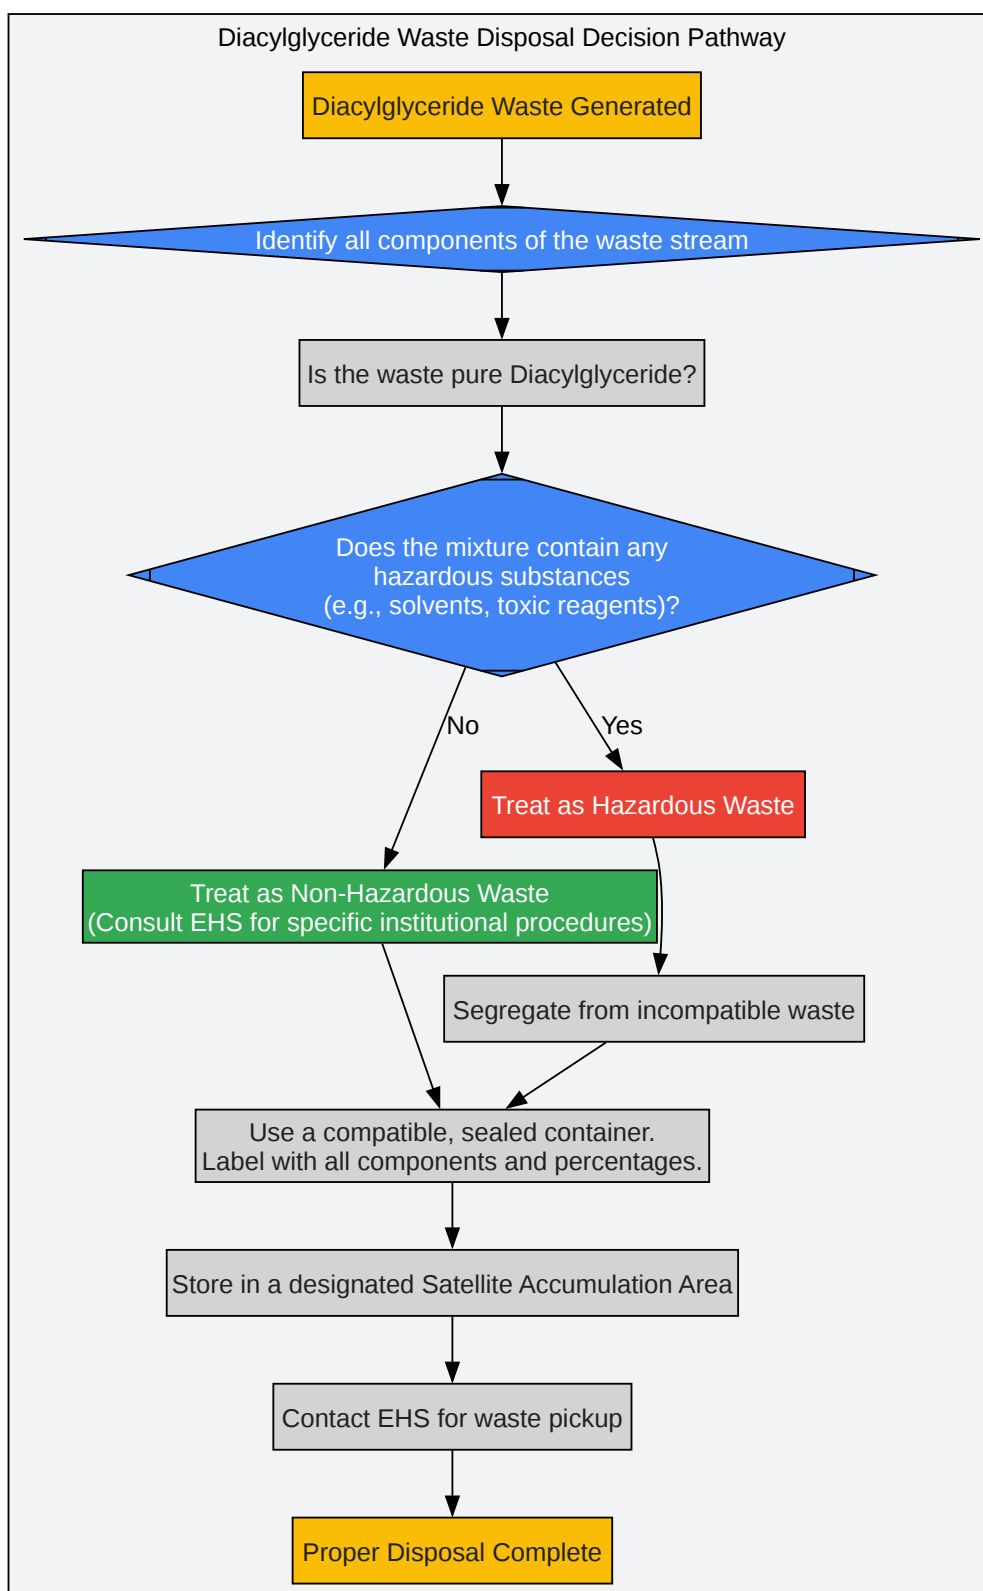 Diacylglyceride Waste Disposal Decision Pathway
Diacylglyceride Waste Generated
Identify all components of the waste stream
Is the waste pure Diacylglyceride?
Does the mixture contain any
hazardous substances
(e.g., solvents, toxic reagents)?
No
Yes
Treat as Hazardous Waste
Treat as Non-Hazardous Waste
(Consult EHS for specific institutional procedures)
Segregate from incompatible waste
Use a compatible, sealed container.
Label with all components and percentages.
Store in a designated Satellite Accumulation Area
Contact EHS for waste pickup
Proper Disposal Complete